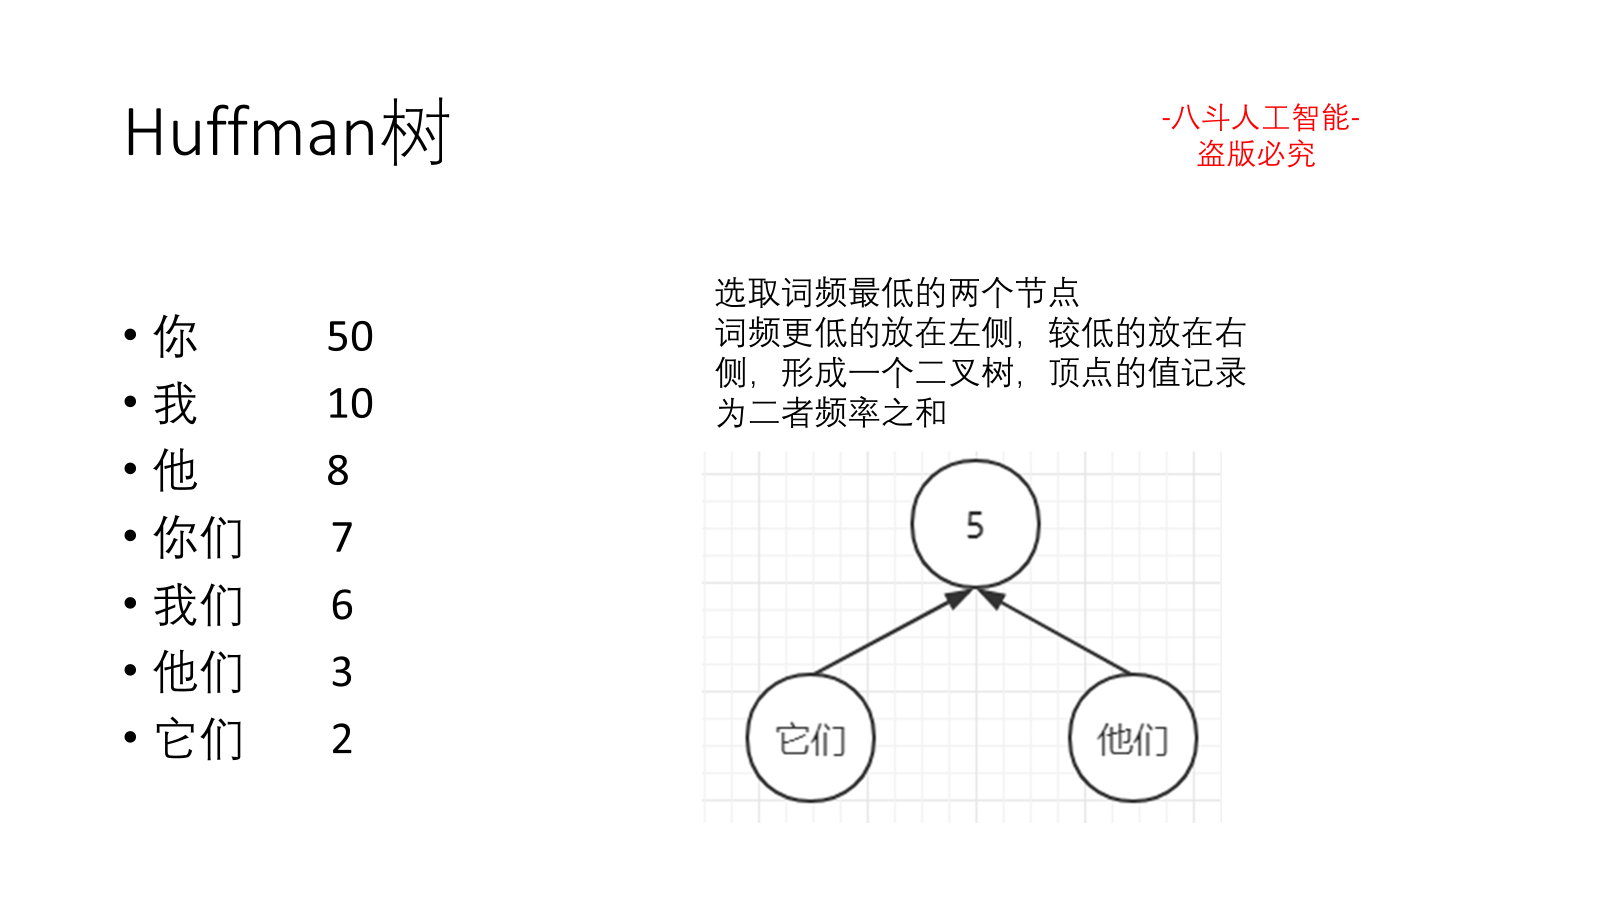 Huffman树
-八斗人工智能-
盗版必究
• 你 50
• 我 10
• 他 8
• 你们 7
• 我们 6
• 他们 3
• 它们 2
选取词频最低的两个节点
词频更低的放在左侧，较低的放在右
侧，形成一个二叉树，顶点的值记录
为二者频率之和
5
它们 他们